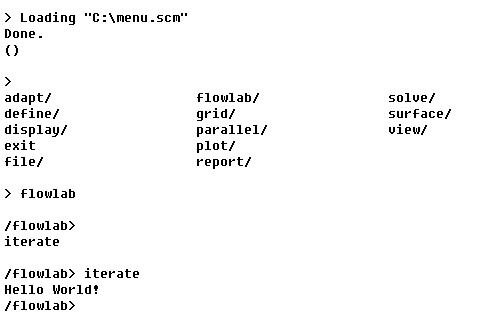 > Loading "C:\menu.scm"
Done.
()
>
adapt/ flowlab/ solve/
define/ grid/ surface/
display/ parallel/ view/
exit plot/
file/ report/
> flowlab
/flowlab>
iterate
/flowlab> iterate
Hello World!
/flowlab>